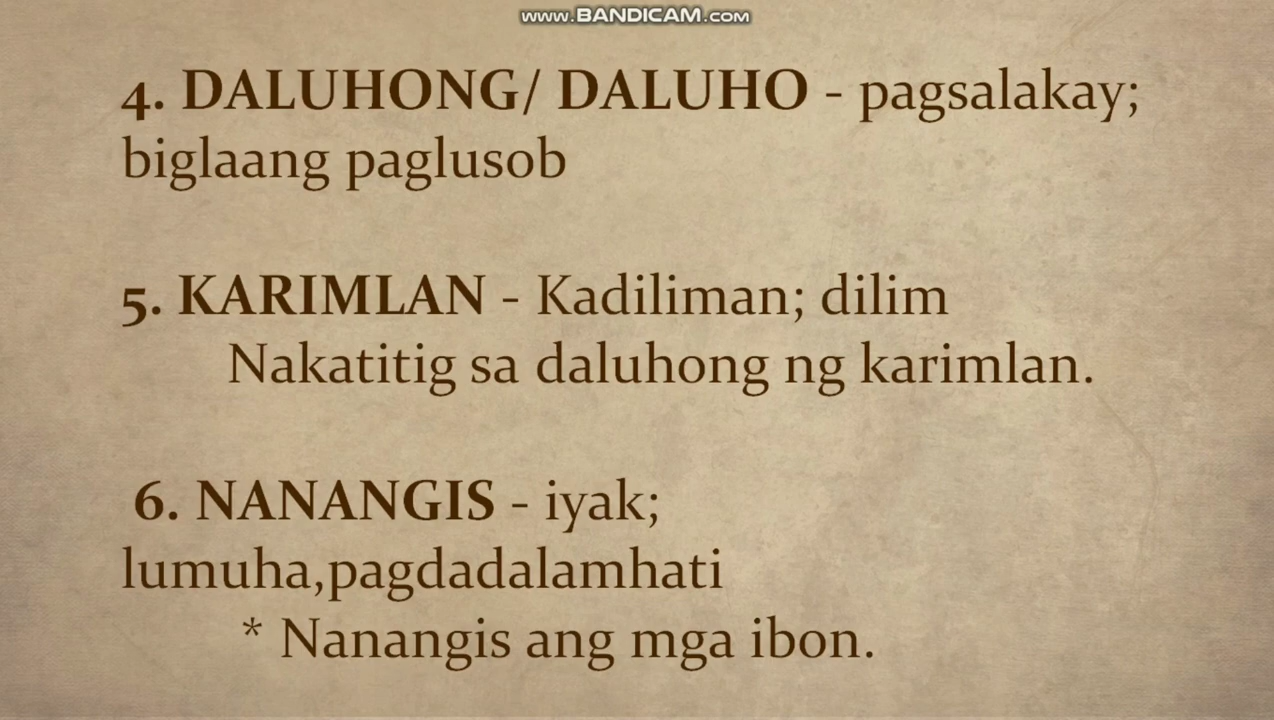 www.BANDICAM.com
4. DALUHONG/ DALUHO - pagsalakay;
biglaang paglusob
5. KARIMLAN - Kadiliman; dilim
Nakatitig sa daluhong ng karimlan.
6. NANANGIS - iyak;
lumuha,pagdadalamhati
* Nanangis ang mga ibon.